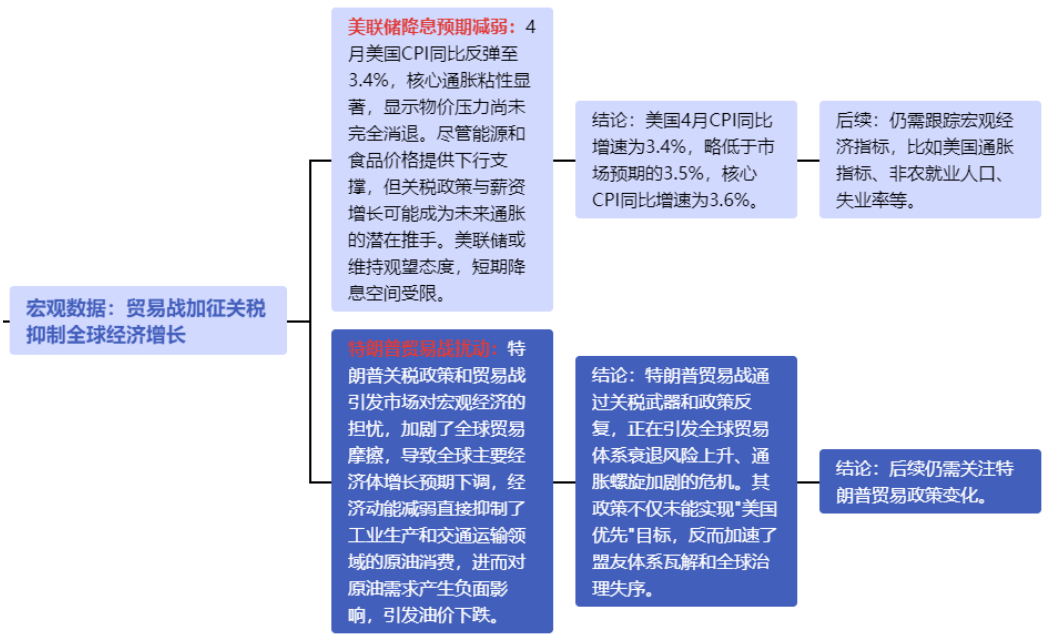 宏观数据：贸易战加征关税
抑制全球经济增长
美联储降息预期减弱：4
月美国CPI同比反弹至
3.4%，核心通胀粘性显
著，显示物价压力尚未
完全消退。尽管能源和
食品价格提供下行支
撑，但关税政策与薪资
增长可能成为未来通胀
的潜在推手。美联储或
维持观望态度，短期降
息空间受限。
结论：美国4月CPI同比
增速为3.4%，略低于市
场预期的3.5%，核心
CPI同比增速为3.6%。
后续：仍需跟踪宏观经
济指标，比如美国通胀
指标、非农就业人口、
失业率等。
特朗普贸易战扰动：特
朗普关税政策和贸易战
引发市场对宏观经济的
担忧，加剧了全球贸易
摩擦，导致全球主要经
济体增长预期下调，经
济动能减弱直接抑制了
工业生产和交通运输领
域的原油消费，进而对
原油需求产生负面影
响，引发油价下跌。
结论：特朗普贸易战通
过关税武器和政策反
复，正在引发全球贸易
体系衰退风险上升、通
胀螺旋加剧的危机。其
政策不仅未能实现"美国
优先"目标，反而加速了
盟友体系瓦解和全球治
理失序。
结论：后续仍需关注特
朗普贸易政策变化。